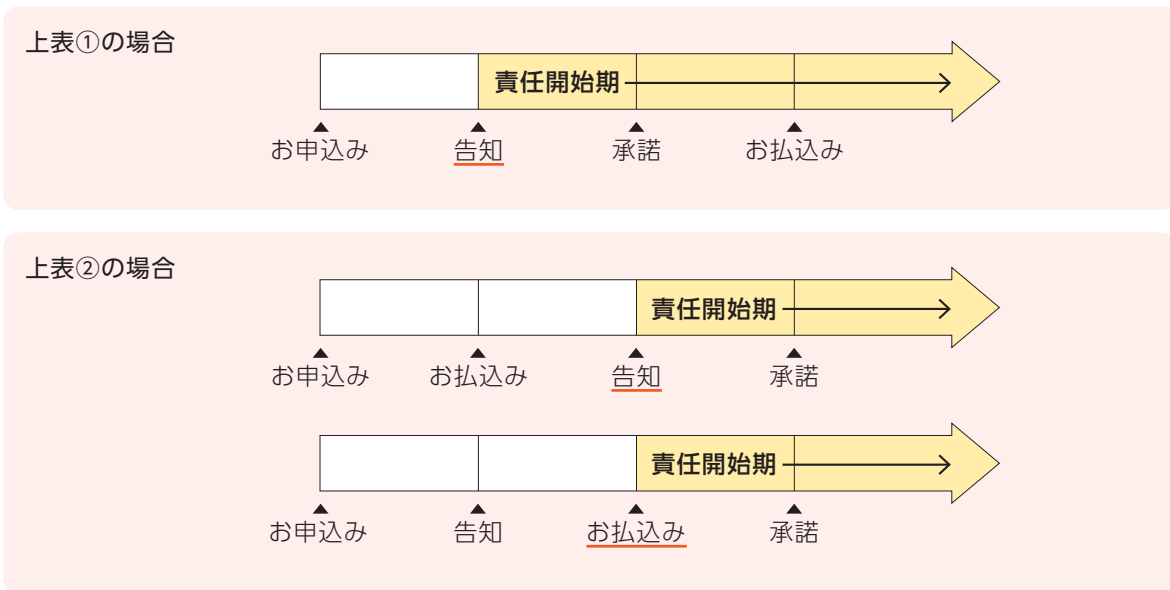 上表①の場合
責任開始期
お申込み 告知 承諾 お払込み
上表②の場合
責任開始期
お申込み お払込み 告知 承諾
責任開始期
お申込み 告知 お払込み 承諾